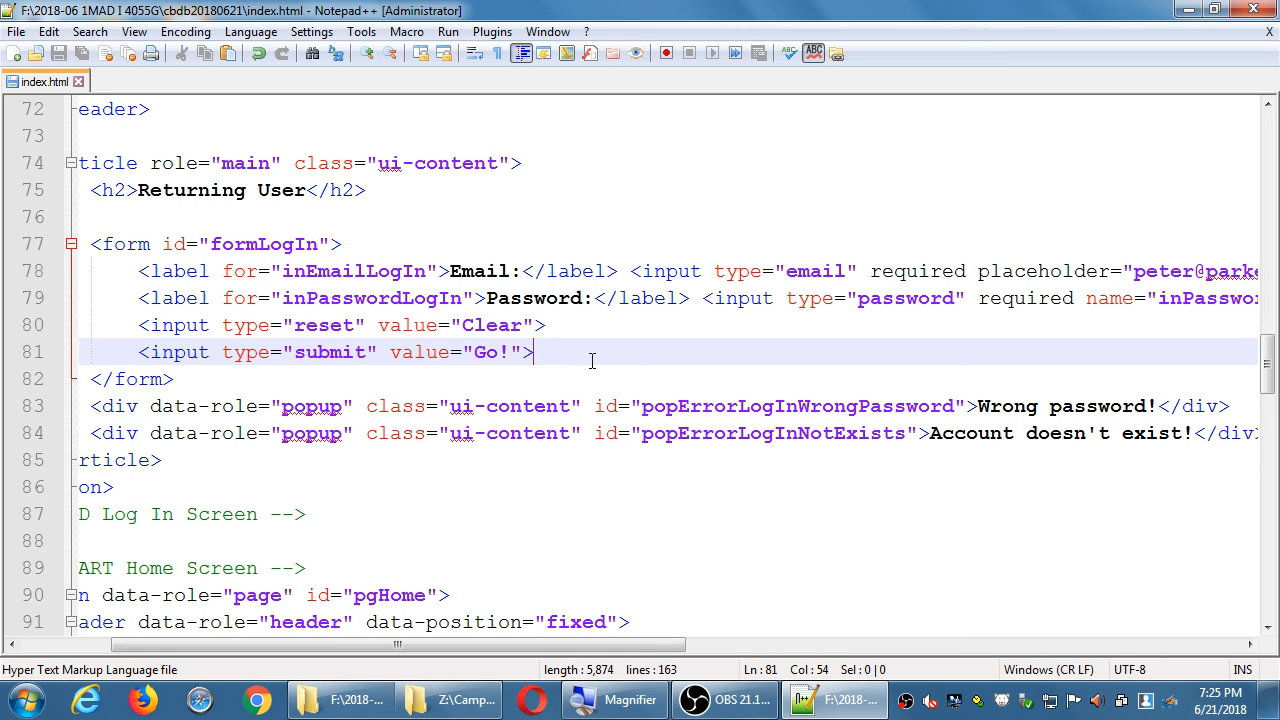 F:\2018-06 1MAD I 4055G\cbdb20180621\index.html - Notepad++ [Administrator]
File Edit Search View Encoding Language Settings Tools Macro Run Plugins Window ? X
index.html
72 eader>
73
74 ticle role="main" class="ui-content">
75 <h2>Returning User</h2>
76
77 <form id="formLogIn">
78 <label for="inEmailLogIn">Email:</label> <input type="email" required placeholder="peter@parke
79 <label for="inPasswordLogIn">Password:</label> <input type="password" required name="inPasswor
80 <input type="reset" value="Clear">
81 <input type="submit" value="Go!">
82 </form>
83 <div data-role="popup" class="ui-content" id="popErrorLogInWrongPassword">Wrong password!</div>
84 <div data-role="popup" class="ui-content" id="popErrorLogInNotExists">Account doesn't exist!</div>
85 rticle>
86 on>
87 D Log In Screen -->
88
89 ART Home Screen -->
90 n data-role="page" id="pgHome">
91 ader data-role="header" data-position="fixed">
Hyper Text Markup Language file length : 5,874 lines : 163 Ln : 81 Col : 54 Sel : 0 | 0 Windows (CR LF) UTF-8 INS
F:\2018-... Z:\Camp... Magnifier OBS 21.1... F:\2018-... 7:25 PM
6/21/2018